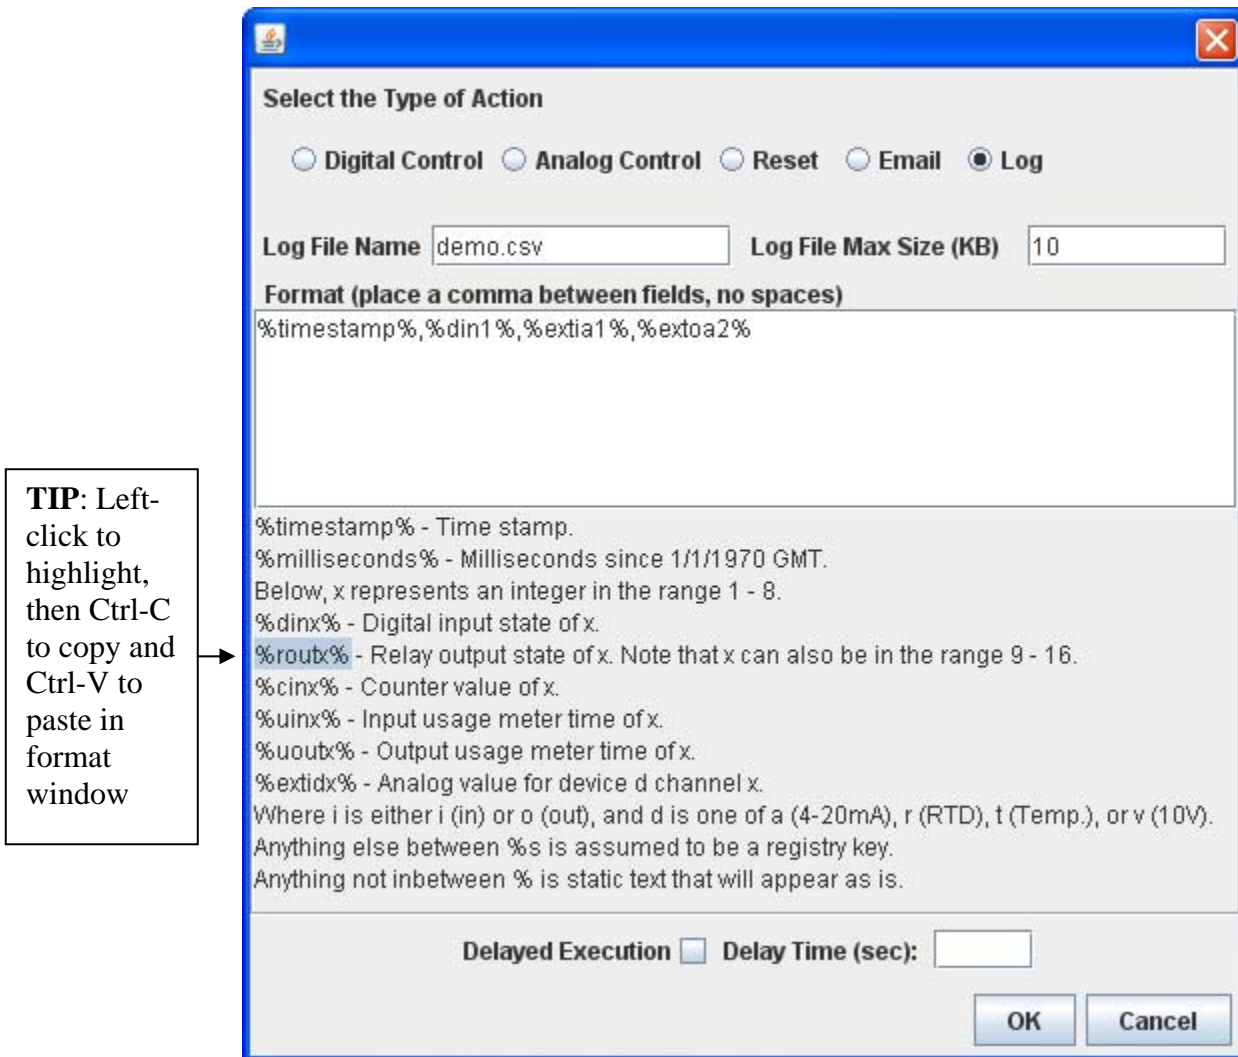 Select the Type of Action
Digital Control Analog Control Reset Email Log
Log File Name demo.csv Log File Max Size (KB) 10
Format (place a comma between fields, no spaces)
%timestamp%,%din1%,%extia1%,%extoa2%
TIP: Left-
click to
highlight,
then Ctrl-C
to copy and
Ctrl-V to
paste in
format
window
%timestamp% - Time stamp.
%milliseconds% - Milliseconds since 1/1/1970 GMT.
Below, x represents an integer in the range 1 - 8.
%dinx% - Digital input state of x.
%routx% - Relay output state of x. Note that x can also be in the range 9 - 16.
%cinx% - Counter value of x.
%uinx% - Input usage meter time of x.
%uoutx% - Output usage meter time of x.
%extidx% - Analog value for device d channel x.
Where i is either i (in) or o (out), and d is one of a (4-20mA), r (RTD), t (Temp.), or v (10V).
Anything else between %s is assumed to be a registry key.
Anything not inbetween % is static text that will appear as is.
Delayed Execution Delay Time (sec):
OK Cancel